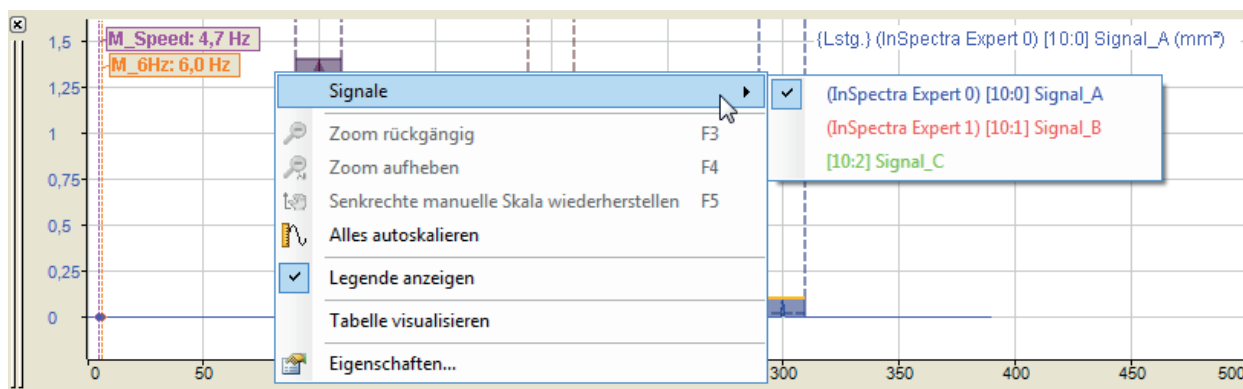 1,5
M_Speed: 4,7 Hz
{Lstg.} (InSpectra Expert 0) [10:0] Signal_A (mm²)
M_6Hz: 6,0 Hz
1,25
Signale
(InSpectra Expert 0) [10:0] Signal_A
1
Zoom rückgängig F3
(InSpectra Expert 1) [10:1] Signal_B
Zoom aufheben F4
[10:2] Signal_C
0,75
Senkrechte manuelle Skala wiederherstellen F5
0,5
Alles autoskalieren
0,25
Legende anzeigen
0
Tabelle visualisieren
Eigenschaften...
0 50 300 350 400 450 500